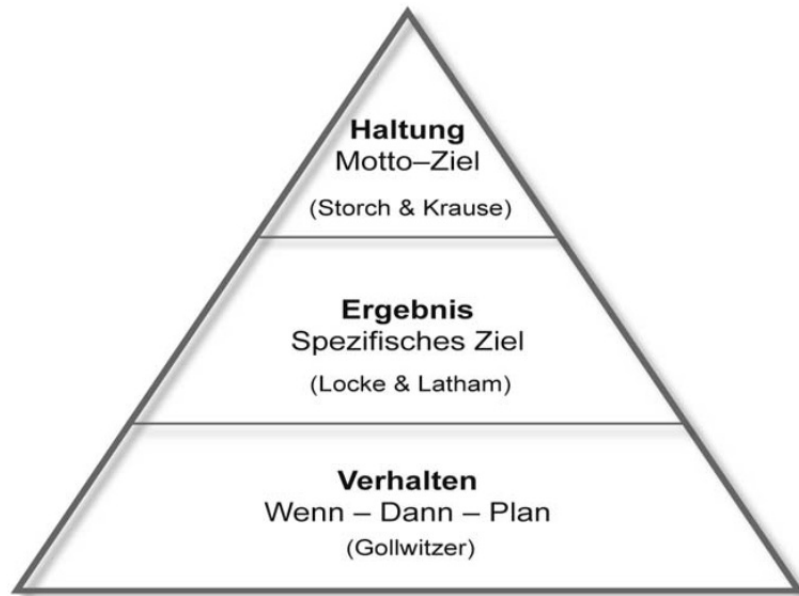 Haltung
Motto–Ziel
(Storch & Krause)
Ergebnis
Spezifisches Ziel
(Locke & Latham)
Verhalten
Wenn – Dann – Plan
(Gollwitzer)